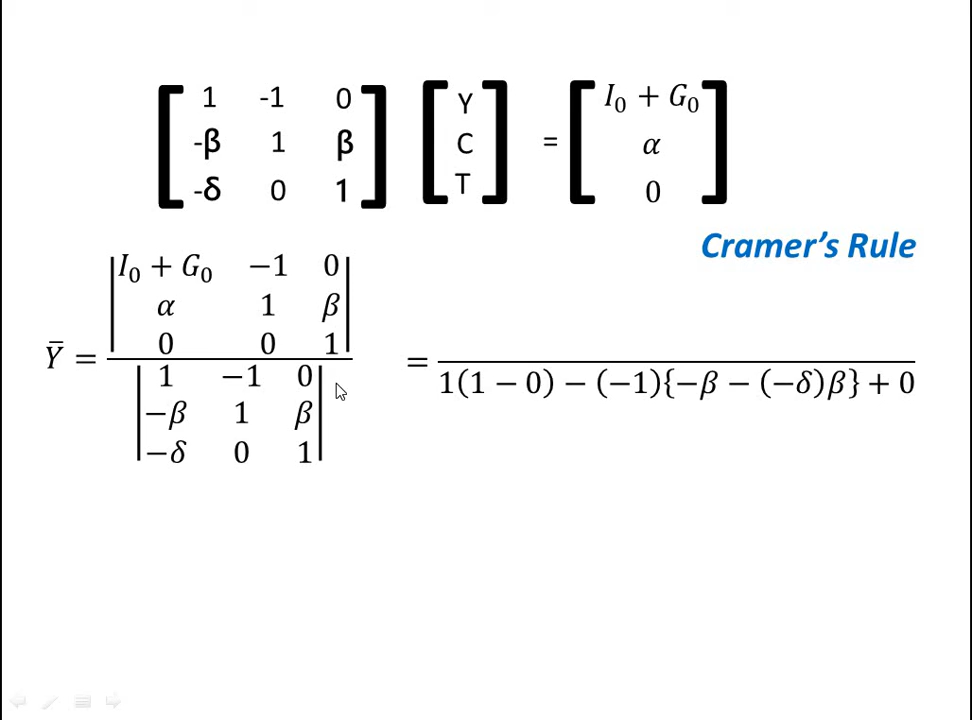 [ 1 -1 0 ] [ Y ] = [ I₀ + G₀ ]
[ -β 1 β ] [ C ] [ α ]
[ -δ 0 1 ] [ T ] [ 0 ]
Cramer's Rule
|I₀ + G₀ −1 0|
|α 1 β|
|0 0 1|
Ȳ = =
|1 −1 0|
|−β 1 β|
|−δ 0 1|
1(1 − 0) − (−1){−β − (−δ)β} + 0